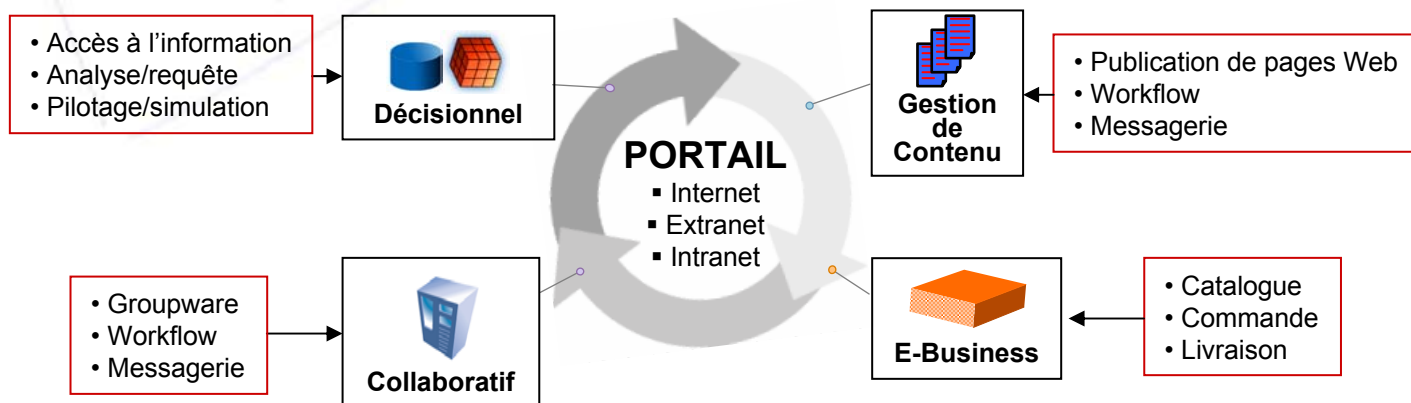 • Accès à l’information
• Analyse/requête
• Pilotage/simulation
Décisionnel
Gestion
de
Contenu
• Publication de pages Web
• Workflow
• Messagerie
PORTAIL
▪ Internet
▪ Extranet
▪ Intranet
• Groupware
• Workflow
• Messagerie
Collaboratif
E-Business
• Catalogue
• Commande
• Livraison